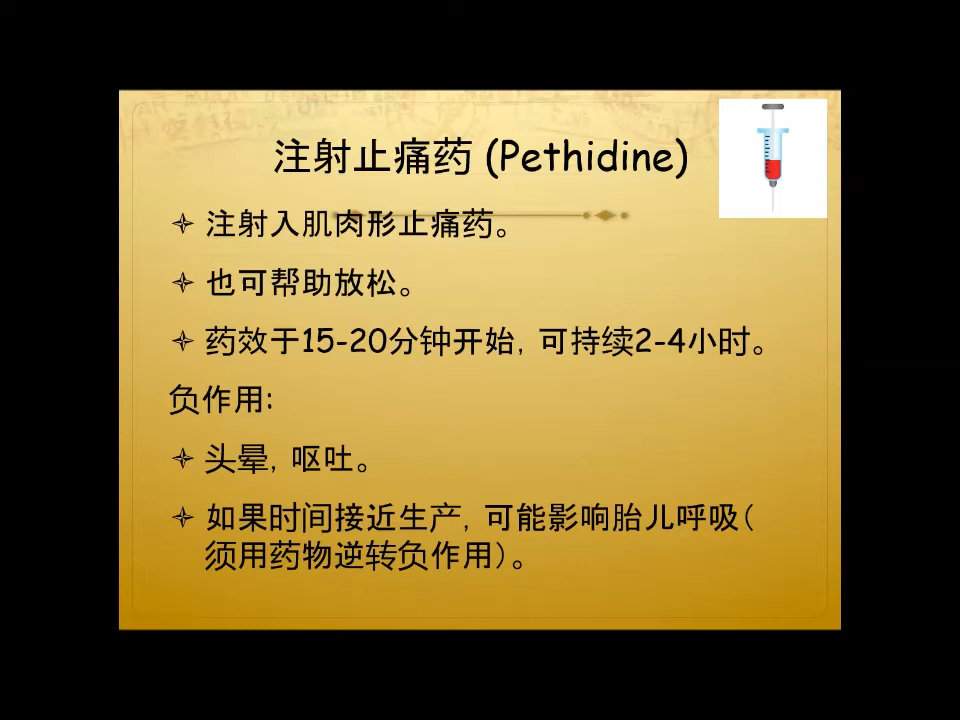 注射止痛药 (Pethidine)
注射入肌肉形止痛药。
也可帮助放松。
药效于15-20分钟开始, 可持续2-4小时。
负作用:
头晕, 呕吐。
如果时间接近生产, 可能影响胎儿呼吸(
须用药物逆转负作用)。